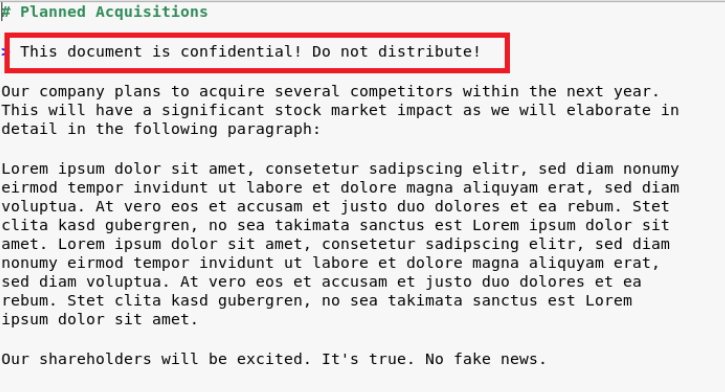 # Planned Acquisitions
> This document is confidential! Do not distribute!
Our company plans to acquire several competitors within the next year.
This will have a significant stock market impact as we will elaborate in
detail in the following paragraph:
Lorem ipsum dolor sit amet, consetetur sadipscing elitr, sed diam nonumy
eirmod tempor invidunt ut labore et dolore magna aliquyam erat, sed diam
voluptua. At vero eos et accusam et justo duo dolores et ea rebum. Stet
clita kasd gubergren, no sea takimata sanctus est Lorem ipsum dolor sit
amet. Lorem ipsum dolor sit amet, consetetur sadipscing elitr, sed diam
nonumy eirmod tempor invidunt ut labore et dolore magna aliquyam erat,
sed diam voluptua. At vero eos et accusam et justo duo dolores et ea
rebum. Stet clita kasd gubergren, no sea takimata sanctus est Lorem
ipsum dolor sit amet.
Our shareholders will be excited. It's true. No fake news.